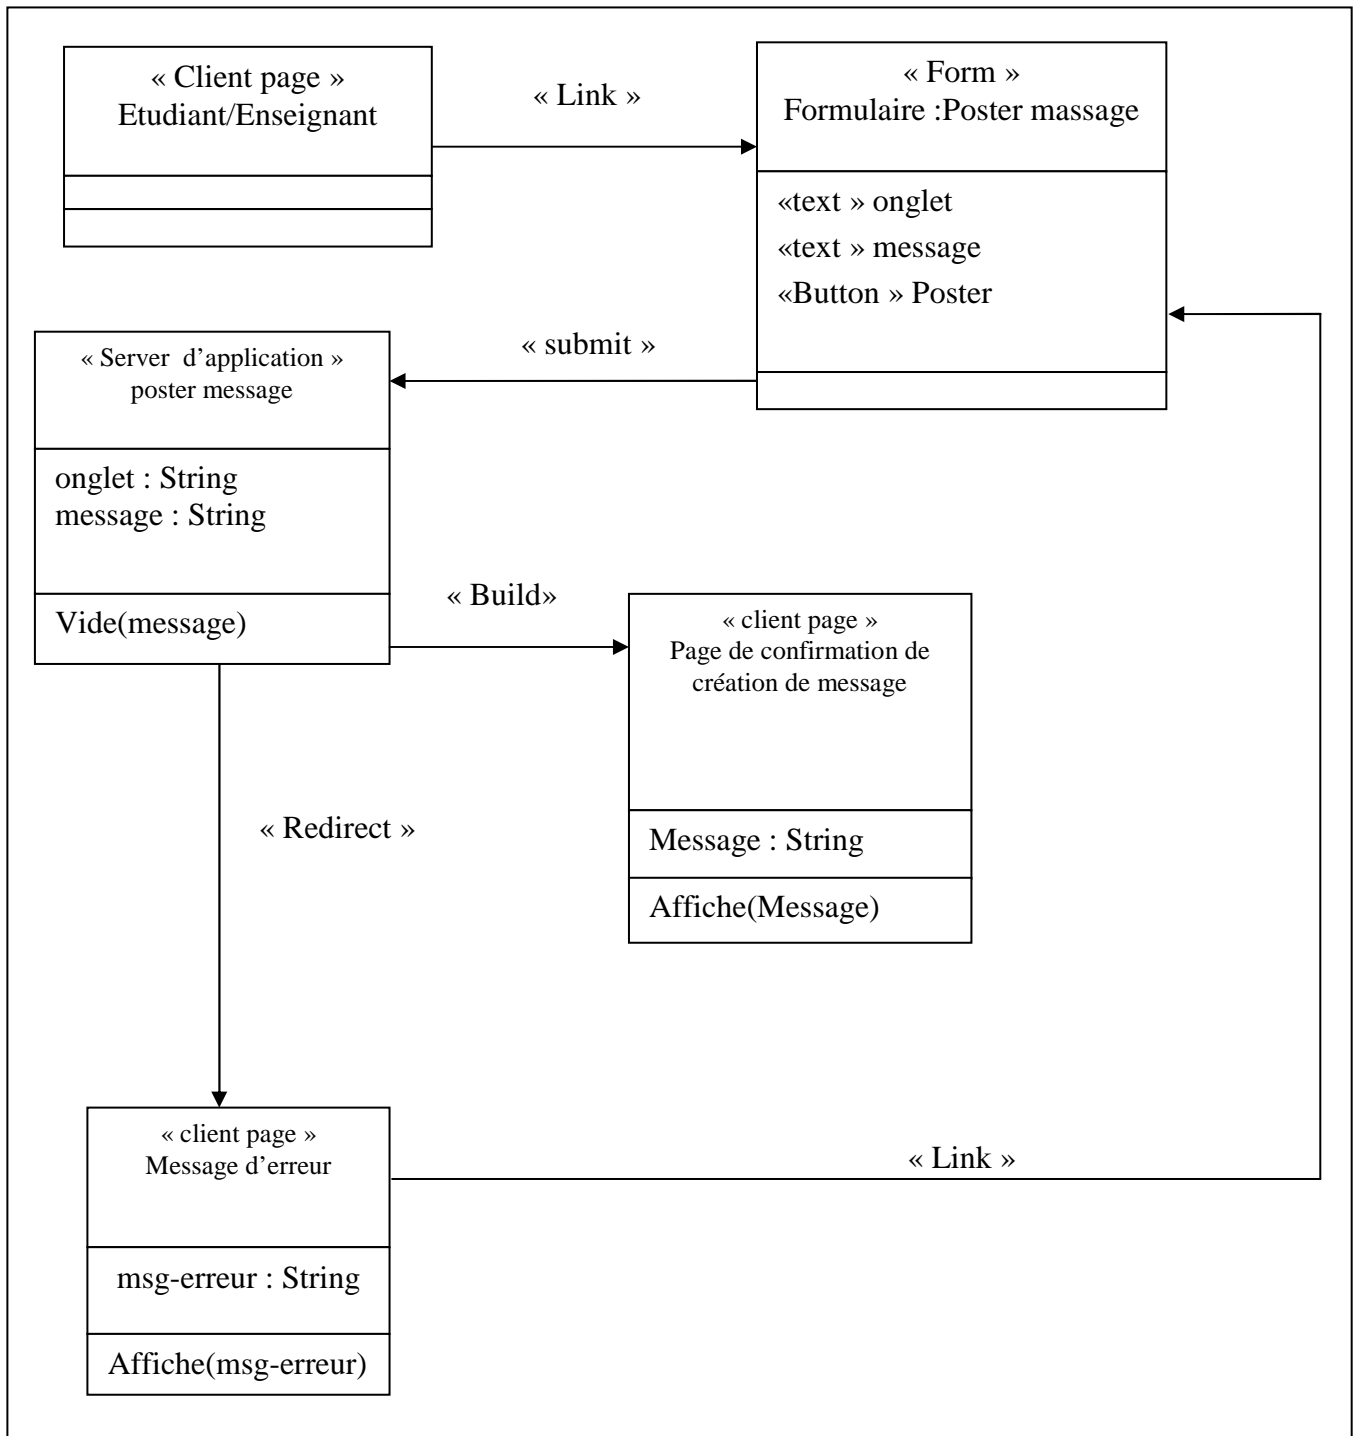 « Client page »
Etudiant/Enseignant
« Link »
« Form »
Formulaire :Poster massage
«text » onglet
«text » message
«Button » Poster
« submit »
« Server  d’application »
poster message
onglet : String
message : String
Vide(message)
« Build»
« client page »
Page de confirmation de
création de message
Message : String
Affiche(Message)
« Redirect »
« client page »
Message d’erreur
msg-erreur : String
Affiche(msg-erreur)
« Link »